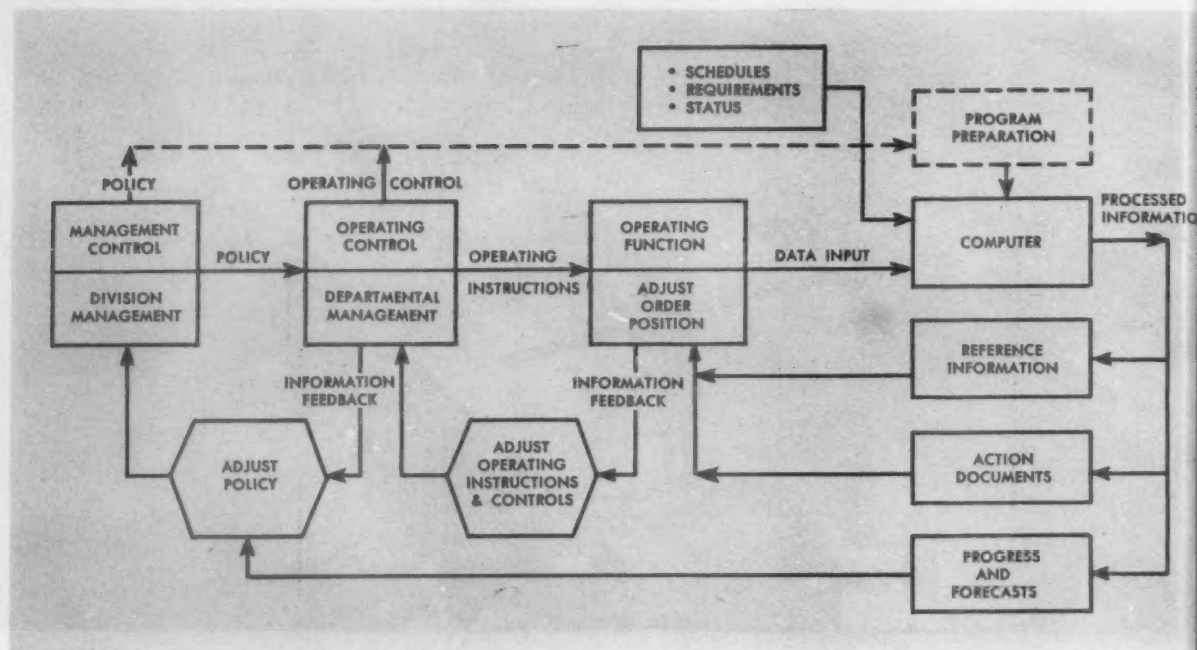 • SCHEDULES
• REQUIREMENTS
• STATUS
PROGRAM
PREPARATION
POLICY
OPERATING CONTROL
PROCESSED
INFORMATIO
MANAGEMENT
CONTROL
DIVISION
MANAGEMENT
POLICY
OPERATING
CONTROL
DEPARTMENTAL
MANAGEMENT
OPERATING
INSTRUCTIONS
OPERATING
FUNCTION
ADJUST
ORDER
POSITION
DATA INPUT
COMPUTER
INFORMATION
FEEDBACK
INFORMATION
FEEDBACK
REFERENCE
INFORMATION
ADJUST
POLICY
ADJUST
OPERATING
INSTRUCTIONS
& CONTROLS
ACTION
DOCUMENTS
PROGRESS
AND
FORECASTS